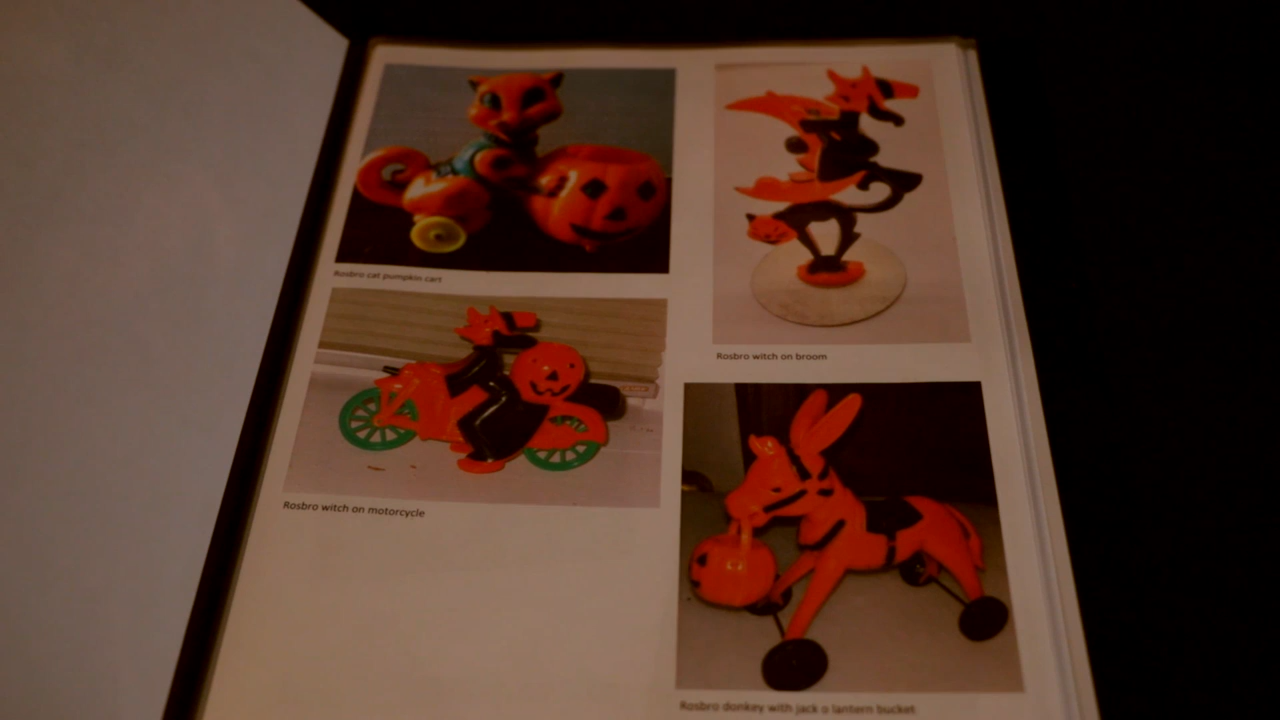 Rosbro cat pumpkin cart
Rosbro witch on broom
Rosbro witch on motorcycle
Rosbro donkey with jack o lantern bucket